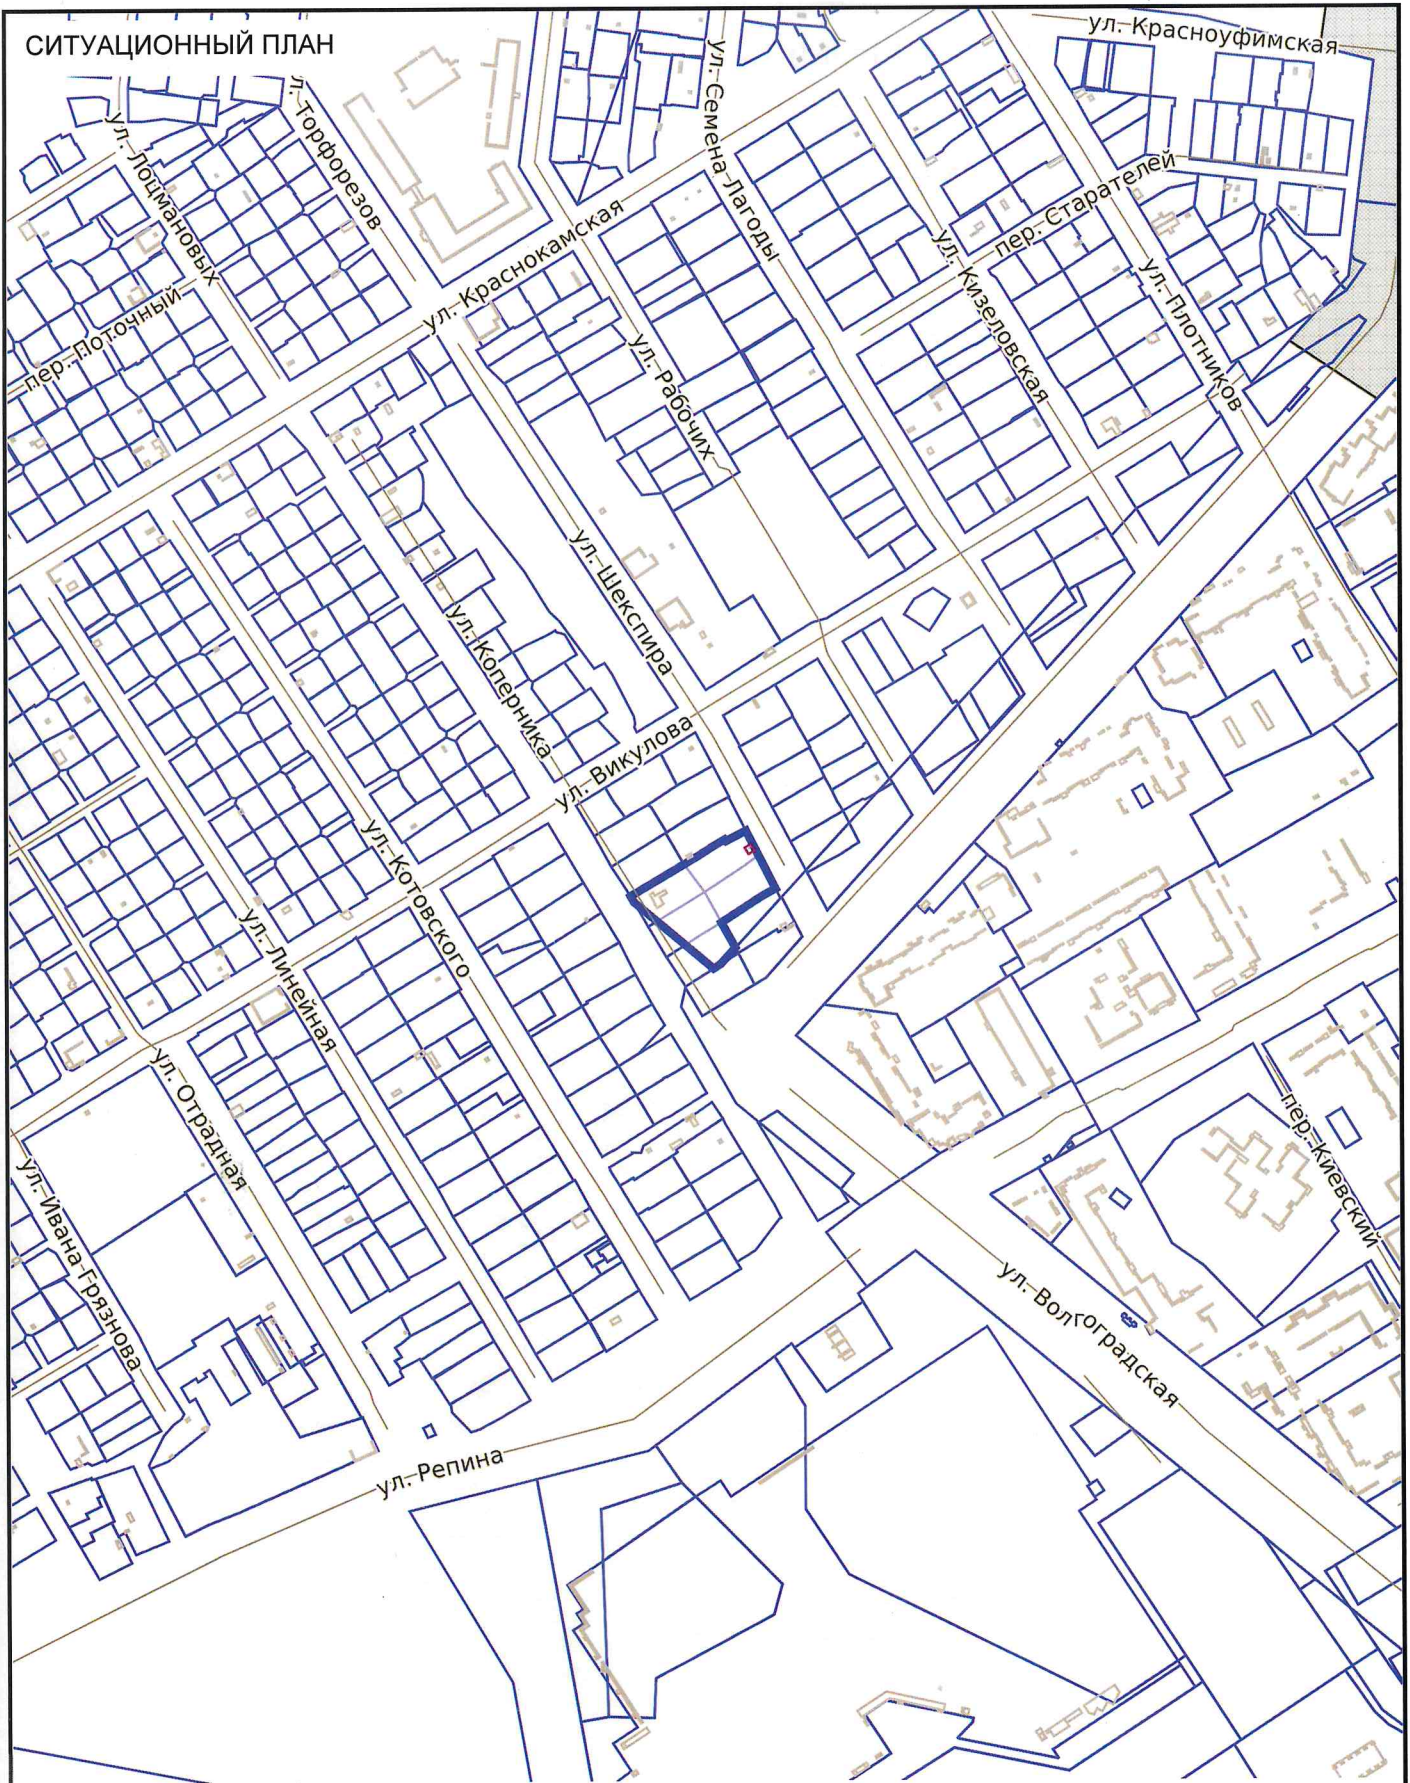 СИТУАЦИОННЫЙ ПЛАН
ул. Красноуфимская
ул. Семена Лагоды
л. Торфорезов
ул. Лоцмановых
пер. Старателей
ул. Краснокамская
ул. Кизеловская
ул. Плотников
пер. Поточный
ул. Рабочих
ул. Шекспира
ул. Коперника
ул. Викулова
ул. Котовского
ул. Линейная
ул. Отрадная
пер. Киевский
ул. Ивана Грязнова
ул. Волгоградская
ул. Репина